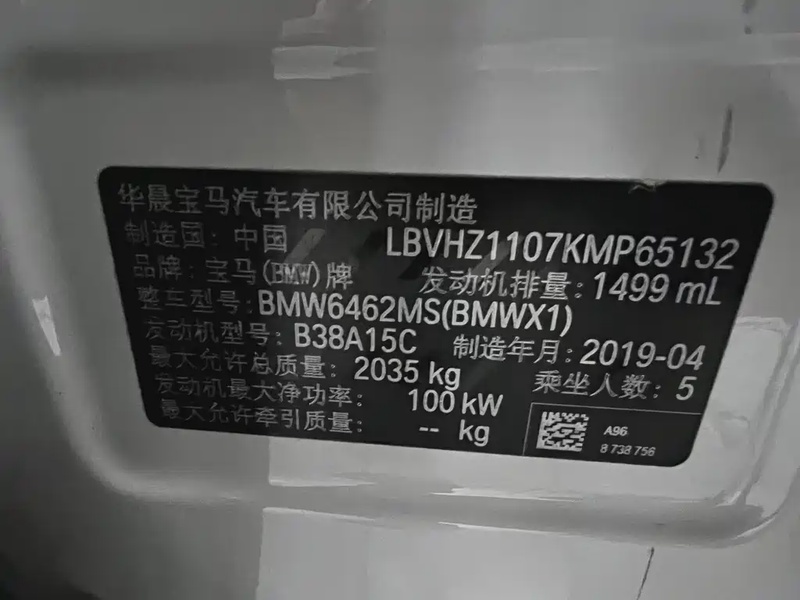 华晨宝马汽车有限公司制造
制造国: 中国 LBVHZ1107KMP65132
品牌: 宝马(BMW)牌 发动机排量: 1499 mL
整车型号: BMW6462MS(BMWX1)
发动机型号: B38A15C 制造年月: 2019-04
最大允许总质量: 2035 kg 乘坐人数: 5
发动机最大净功率: 100 kW
最大允许牵引质量: -- kg
A96
8 738 756